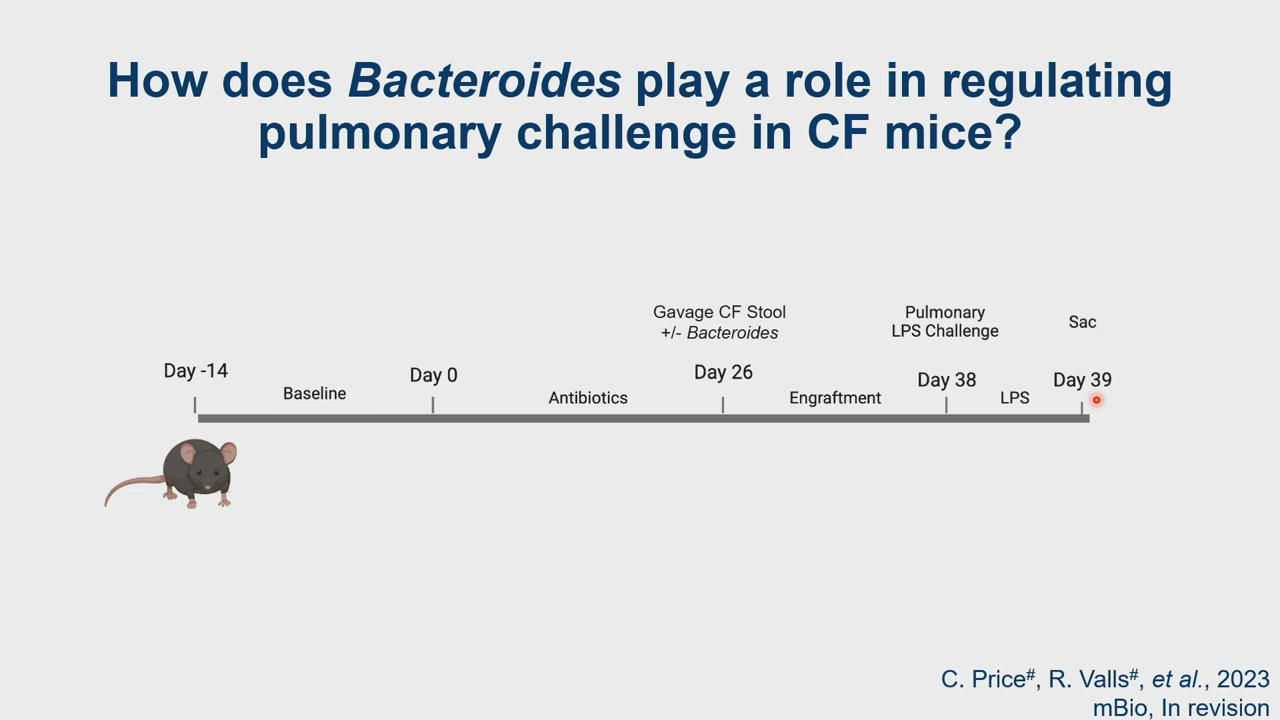 How does Bacteroides play a role in regulating
pulmonary challenge in CF mice?
Gavage CF Stool
+/- Bacteroides
Pulmonary
LPS Challenge
Sac
Day -14
Baseline
Day 0
Antibiotics
Day 26
Engraftment
Day 38
LPS
Day 39
C. Price#, R. Valls#, et al., 2023
mBio, In revision